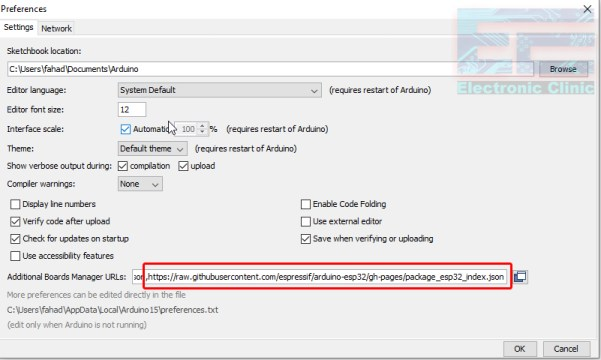 Preferences
Settings Network
Sketchbook location:
C:\Users\fahad\Documents\Arduino Browse
Electronic Clinic
Editor language: System Default (requires restart of Arduino)
Editor font size: 12
Interface scale: Automatic 100 % (requires restart of Arduino)
Theme: Default theme (requires restart of Arduino)
Show verbose output during: compilation upload
Compiler warnings: None
Display line numbers Enable Code Folding
Verify code after upload Use external editor
Check for updates on startup Save when verifying or uploading
Use accessibility features
Additional Boards Manager URLs: son,https://raw.githubusercontent.com/espressif/arduino-esp32/gh-pages/package_esp32_index.json
More preferences can be edited directly in the file
C:\Users\fahad\AppData\Local\Arduino15\preferences.txt
(edit only when Arduino is not running)
OK Cancel